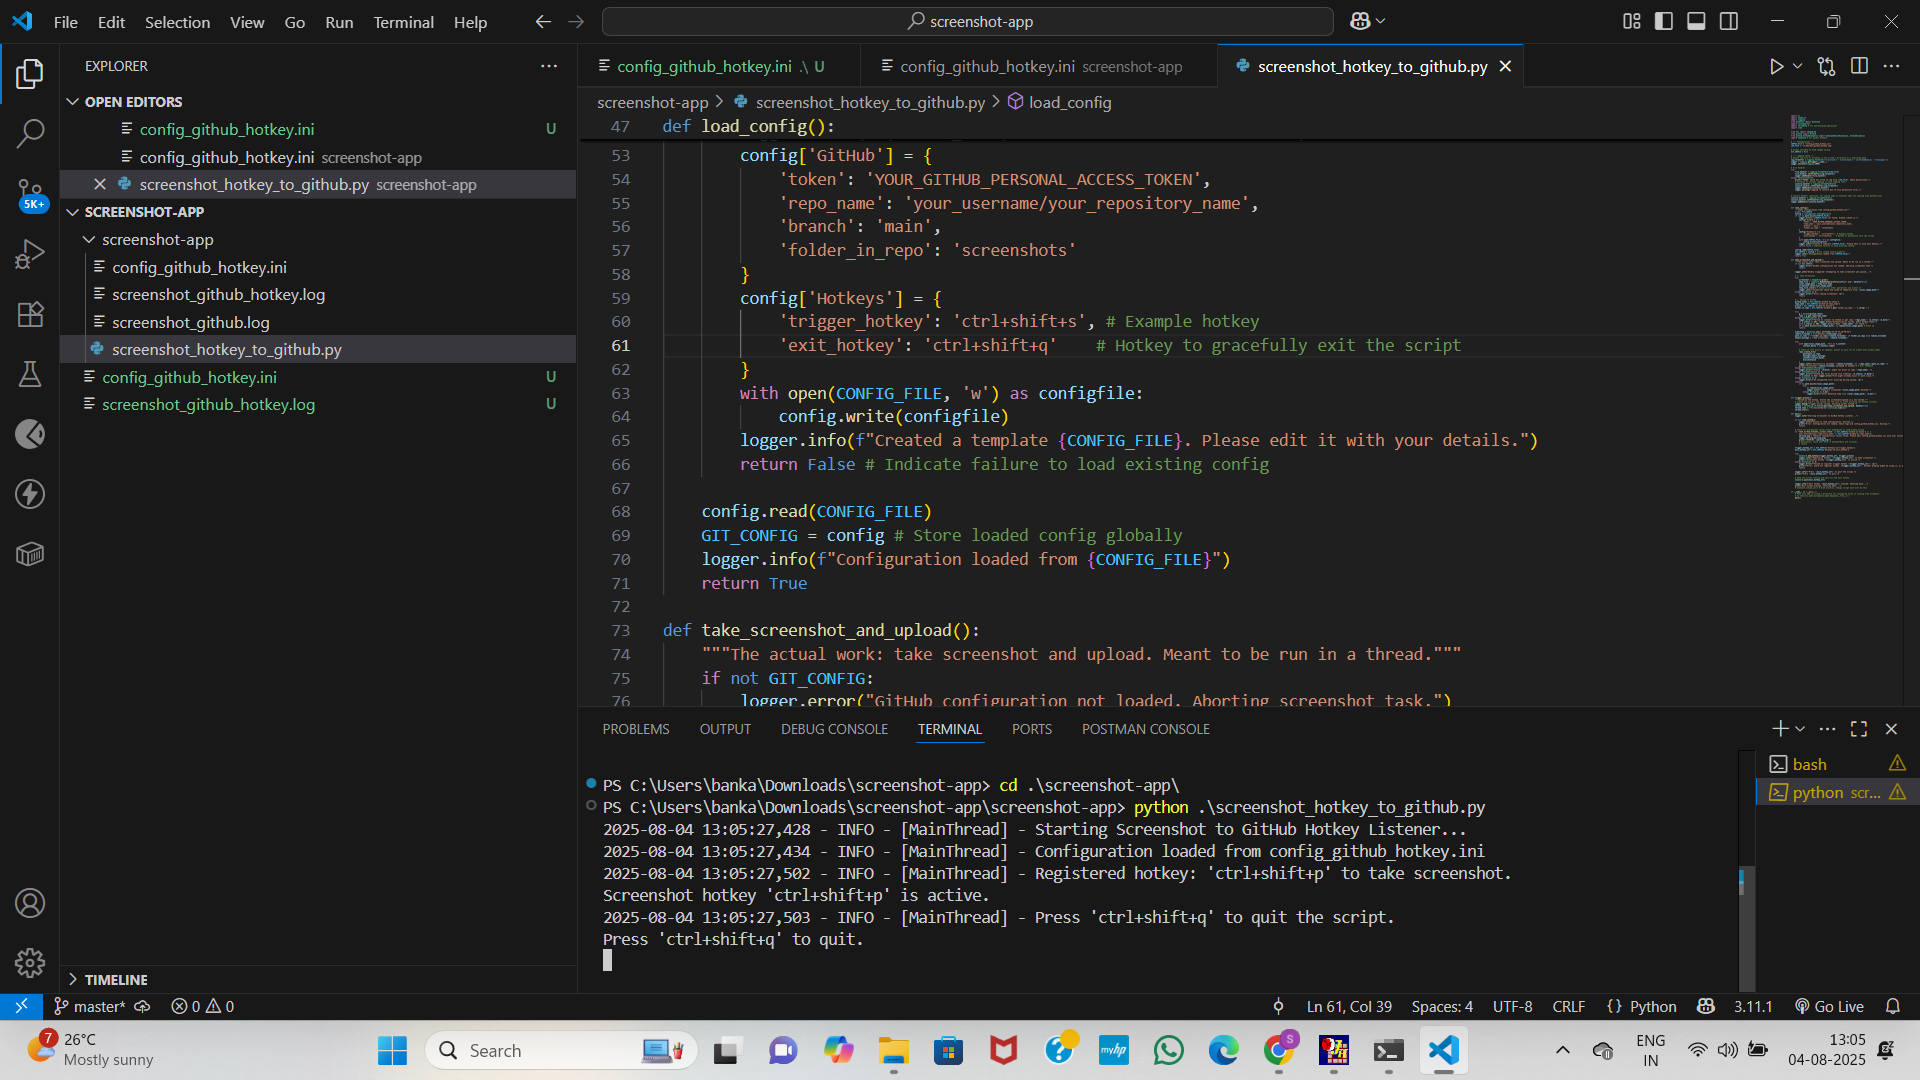 File Edit Selection View Go Run Terminal Help
screenshot-app
EXPLORER
OPEN EDITORS
config_github_hotkey.ini U
config_github_hotkey.ini screenshot-app
screenshot_hotkey_to_github.py screenshot-app
5K+
SCREENSHOT-APP
screenshot-app
config_github_hotkey.ini
screenshot_github_hotkey.log
screenshot_github.log
screenshot_hotkey_to_github.py
config_github_hotkey.ini U
screenshot_github_hotkey.log U
TIMELINE
config_github_hotkey.ini .\ U
config_github_hotkey.ini screenshot-app
screenshot_hotkey_to_github.py
screenshot-app > screenshot_hotkey_to_github.py > load_config
47 def load_config():
53 config['GitHub'] = {
54 'token': 'YOUR_GITHUB_PERSONAL_ACCESS_TOKEN',
55 'repo_name': 'your_username/your_repository_name',
56 'branch': 'main',
57 'folder_in_repo': 'screenshots'
58 }
59 config['Hotkeys'] = {
60 'trigger_hotkey': 'ctrl+shift+s', # Example hotkey
61 'exit_hotkey': 'ctrl+shift+q' # Hotkey to gracefully exit the script
62 }
63 with open(CONFIG_FILE, 'w') as configfile:
64 config.write(configfile)
65 logger.info(f"Created a template {CONFIG_FILE}. Please edit it with your details.")
66 return False # Indicate failure to load existing config
67
68 config.read(CONFIG_FILE)
69 GIT_CONFIG = config # Store loaded config globally
70 logger.info(f"Configuration loaded from {CONFIG_FILE}")
71 return True
72
73 def take_screenshot_and_upload():
74 """The actual work: take screenshot and upload. Meant to be run in a thread."""
75 if not GIT_CONFIG:
76 logger.error("GitHub configuration not loaded. Aborting screenshot task.")
PROBLEMS OUTPUT DEBUG CONSOLE TERMINAL PORTS POSTMAN CONSOLE
PS C:\Users\banka\Downloads\screenshot-app> cd .\screenshot-app\
PS C:\Users\banka\Downloads\screenshot-app\screenshot-app> python .\screenshot_hotkey_to_github.py
2025-08-04 13:05:27,428 - INFO - [MainThread] - Starting Screenshot to GitHub Hotkey Listener...
2025-08-04 13:05:27,434 - INFO - [MainThread] - Configuration loaded from config_github_hotkey.ini
2025-08-04 13:05:27,502 - INFO - [MainThread] - Registered hotkey: 'ctrl+shift+p' to take screenshot.
Screenshot hotkey 'ctrl+shift+p' is active.
2025-08-04 13:05:27,503 - INFO - [MainThread] - Press 'ctrl+shift+q' to quit the script.
Press 'ctrl+shift+q' to quit.
bash
python scr...
master* 0 0
Ln 61, Col 39 Spaces: 4 UTF-8 CRLF {} Python 3.11.1 Go Live
7
26°C
Mostly sunny
Search
myhp
S
ENG
IN
13:05
04-08-2025